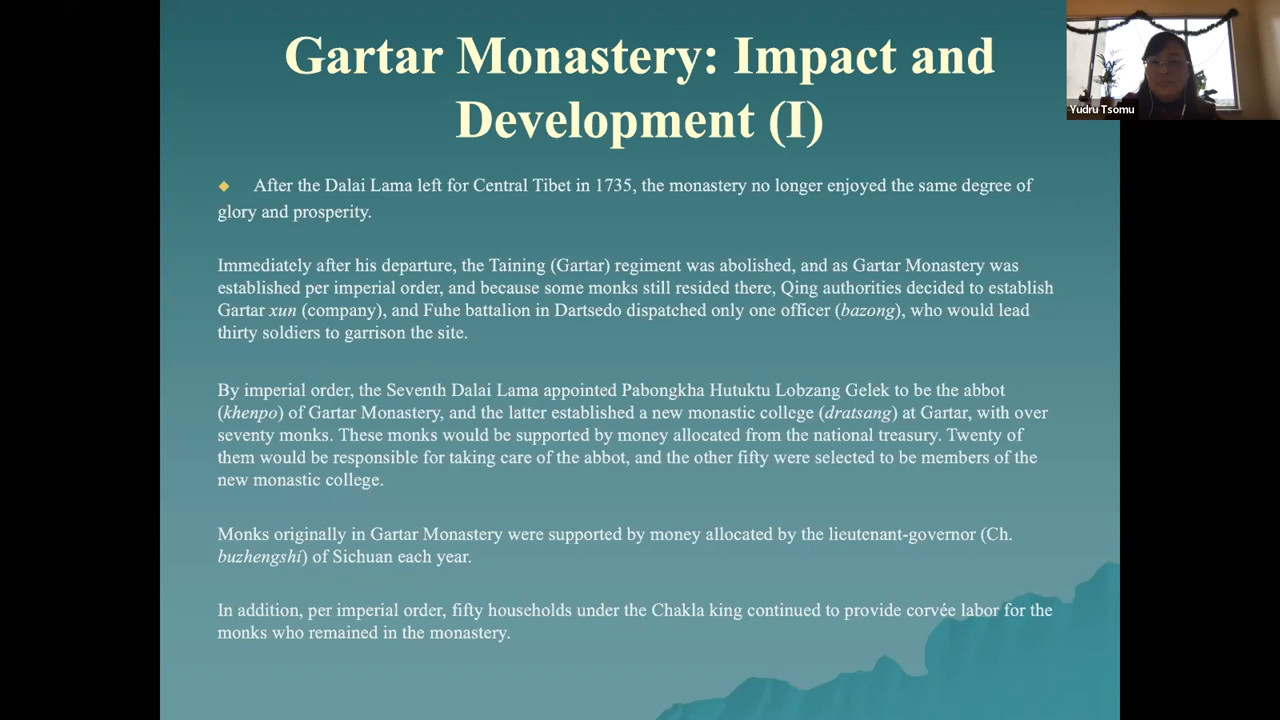 Gartar Monastery: Impact and
Development (I)
Yudru Tsomu
After the Dalai Lama left for Central Tibet in 1735, the monastery no longer enjoyed the same degree of
glory and prosperity.
Immediately after his departure, the Taining (Gartar) regiment was abolished, and as Gartar Monastery was
established per imperial order, and because some monks still resided there, Qing authorities decided to establish
Gartar xun (company), and Fuhe battalion in Dartsedo dispatched only one officer (bazong), who would lead
thirty soldiers to garrison the site.
By imperial order, the Seventh Dalai Lama appointed Pabongkha Hutuktu Lobzang Gelek to be the abbot
(khenpo) of Gartar Monastery, and the latter established a new monastic college (dratsang) at Gartar, with over
seventy monks. These monks would be supported by money allocated from the national treasury. Twenty of
them would be responsible for taking care of the abbot, and the other fifty were selected to be members of the
new monastic college.
Monks originally in Gartar Monastery were supported by money allocated by the lieutenant-governor (Ch.
buzhengshi) of Sichuan each year.
In addition, per imperial order, fifty households under the Chakla king continued to provide corvée labor for the
monks who remained in the monastery.